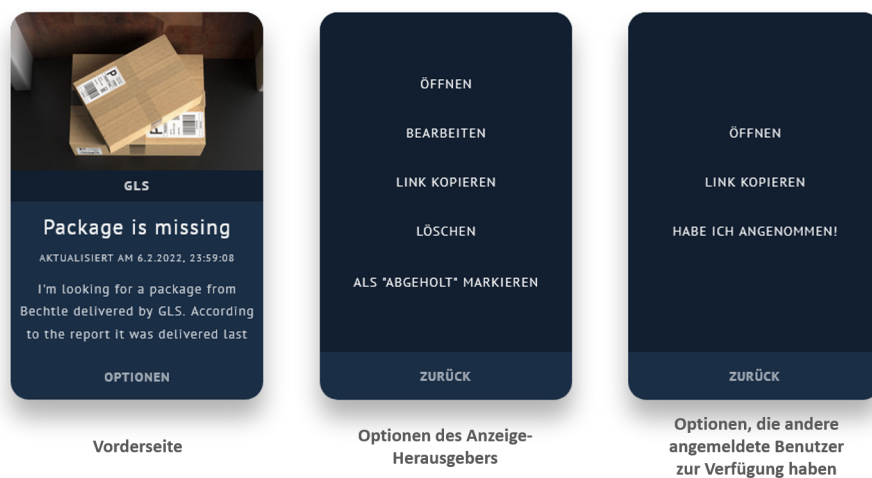 GLS
Package is missing
AKTUALISIERT AM 6.2.2022, 23:59:08
I'm looking for a package from
Bechtle delivered by GLS. According
to the report it was delivered last
OPTIONEN
Vorderseite
ÖFFNEN
BEARBEITEN
LINK KOPIEREN
LÖSCHEN
ALS "ABGEHOLT" MARKIEREN
ZURÜCK
Optionen des Anzeige-
Herausgebers
ÖFFNEN
LINK KOPIEREN
HABE ICH ANGENOMMEN!
ZURÜCK
Optionen, die andere
angemeldete Benutzer
zur Verfügung haben